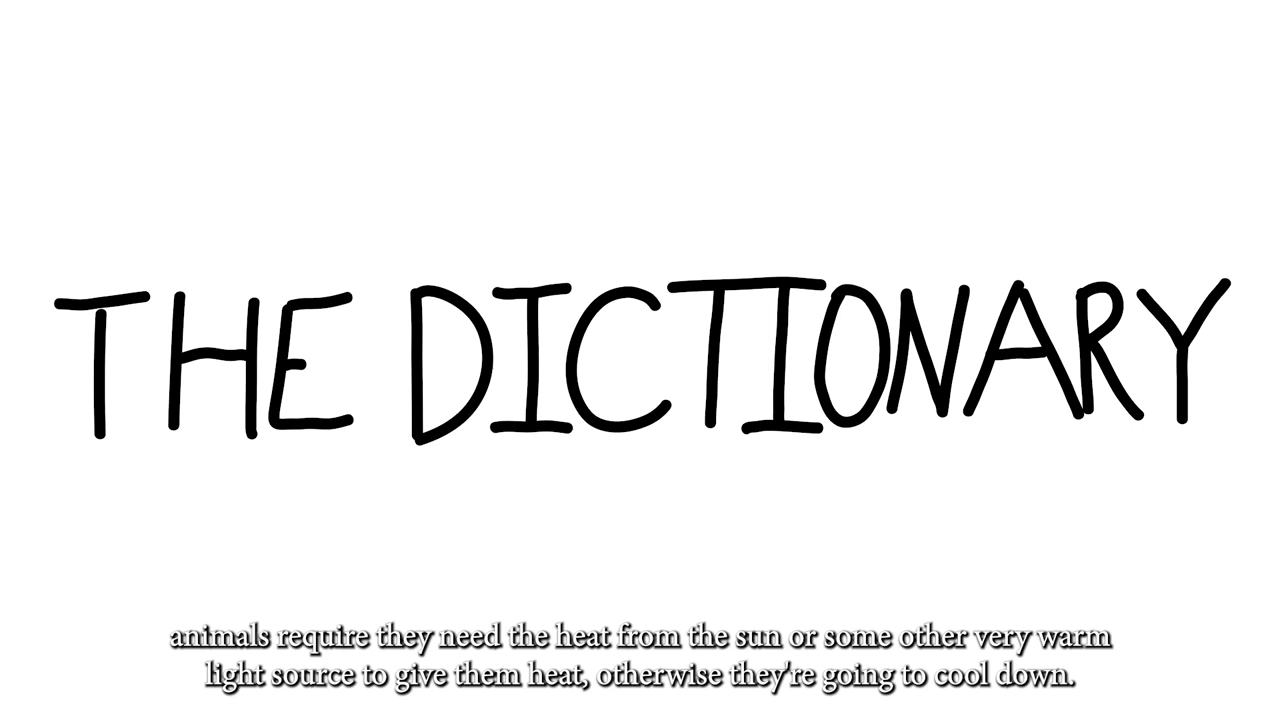 THE DICTIONARY
animals require they need the heat from the sun or some other very warm
light source to give them heat, otherwise they're going to cool down.